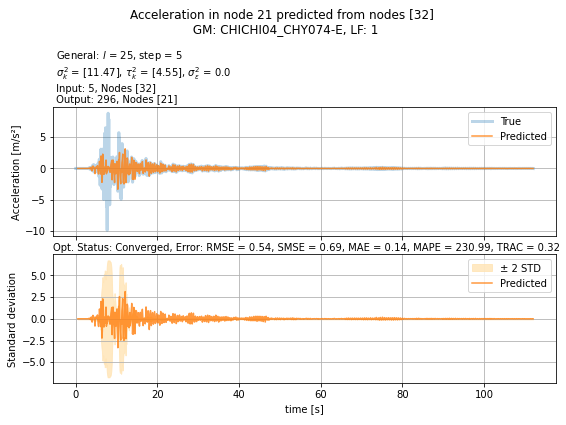 Acceleration in node 21 predicted from nodes [32]
GM: CHICHI04_CHY074-E, LF: 1
General: l = 25, step = 5
σ²_k = [11.47], τ²_k = [4.55], σ²_ε = 0.0
Input: 5, Nodes [32]
Output: 296, Nodes [21]
Acceleration [m/s²]
5
0
−5
−10
True
Predicted
Opt. Status: Converged, Error: RMSE = 0.54, SMSE = 0.69, MAE = 0.14, MAPE = 230.99, TRAC = 0.32
Standard deviation
5.0
2.5
0.0
−2.5
−5.0
± 2 STD
Predicted
0 20 40 60 80 100
time [s]